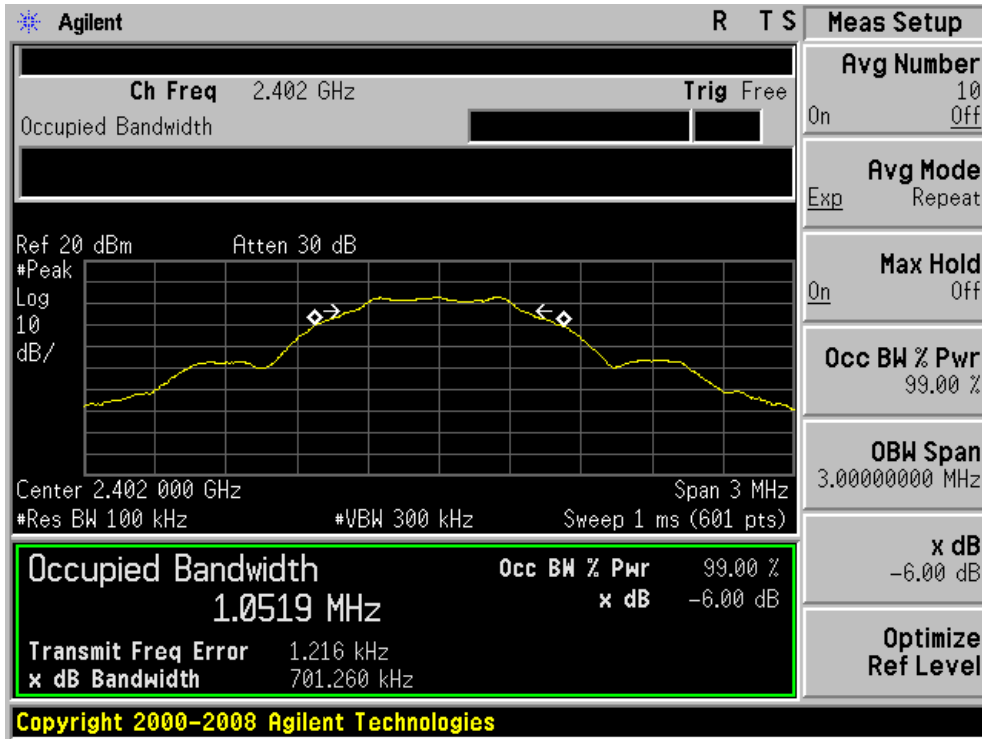 Agilent R T S
Ch Freq 2.402 GHz Trig Free
Occupied Bandwidth
Ref 20 dBm Atten 30 dB
#Peak
Log
10
dB/
Center 2.402 000 GHz Span 3 MHz
#Res BW 100 kHz #VBW 300 kHz Sweep 1 ms (601 pts)
Occupied Bandwidth Occ BW % Pwr 99.00 %
1.0519 MHz x dB -6.00 dB
Transmit Freq Error 1.216 kHz
x dB Bandwidth 701.260 kHz
Copyright 2000-2008 Agilent Technologies
Meas Setup
Avg Number
10
On Off
Avg Mode
Exp Repeat
Max Hold
On Off
Occ BW % Pwr
99.00 %
OBW Span
3.00000000 MHz
x dB
-6.00 dB
Optimize
Ref Level